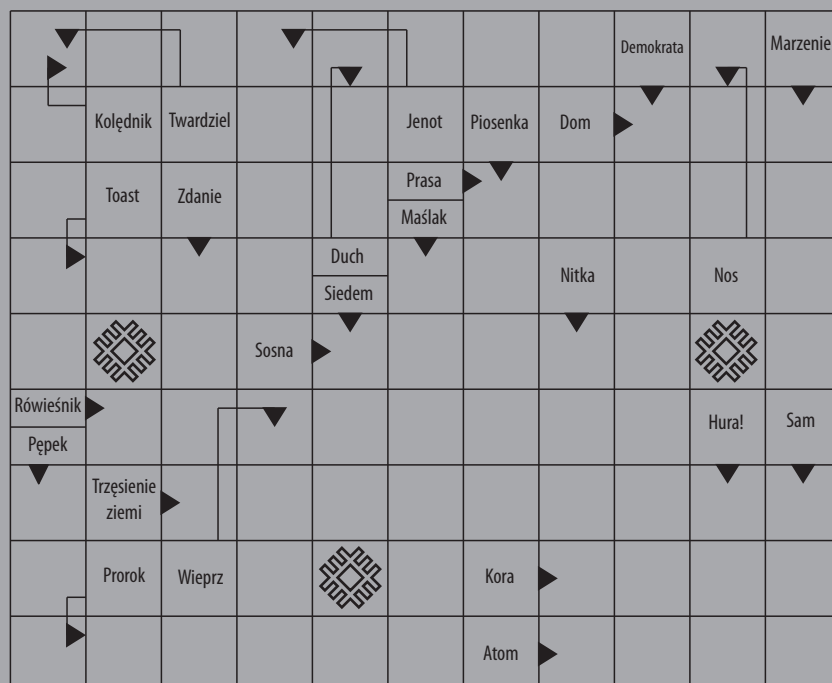 Demokrata
Marzenie
Kolędnik
Twardziel
Jenot
Piosenka
Dom
Toast
Zdanie
Prasa
Maślak
Duch
Siedem
Nitka
Nos
Sosna
Rówieśnik
Pępek
Hura!
Sam
Trzęsienie
ziemi
Prorok
Wieprz
Kora
Atom